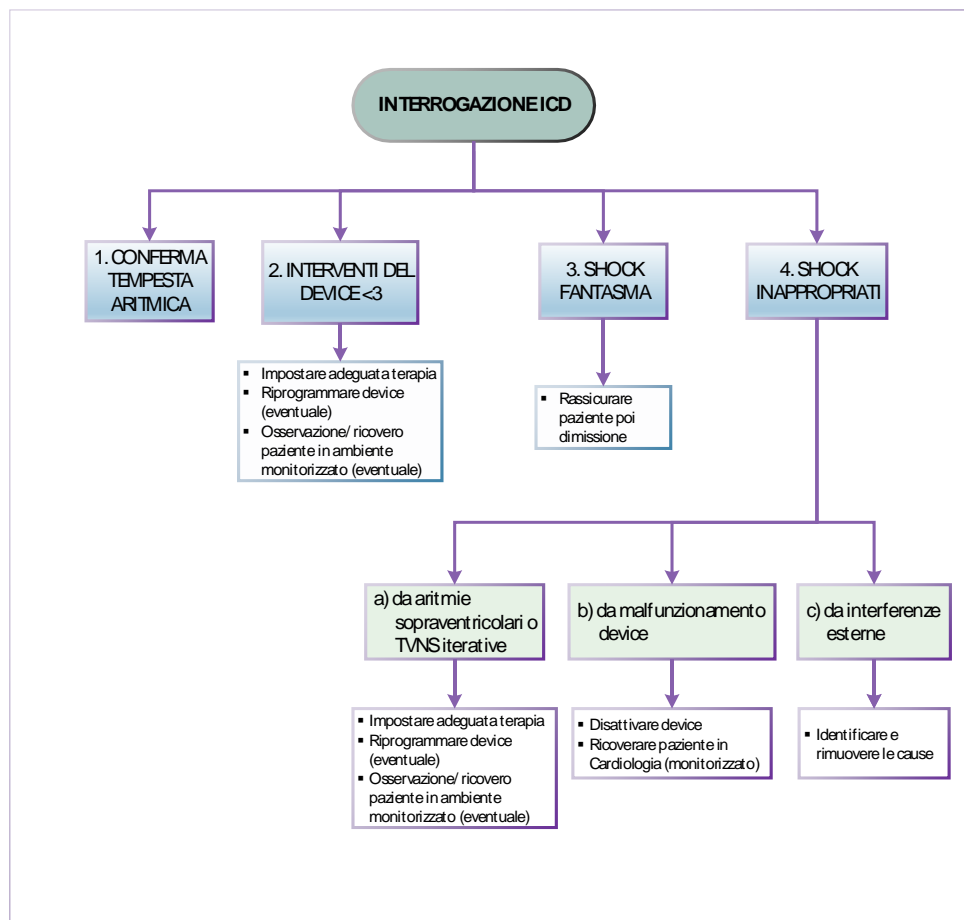 INTERROGAZIONE ICD
1. CONFERMA
TEMPESTA
ARITMICA
2. INTERVENTI DEL
DEVICE <3
3. SHOCK
FANTASMA
4. SHOCK
INAPPROPRIATI
▪ Impostare adeguata terapia
▪ Riprogrammare device
(eventuale)
▪ Osservazione/ ricovero
paziente in ambiente
monitorizzato (eventuale)
▪ Rassicurare
paziente poi
dimissione
a) da aritmie
sopraventricolari o
TVNS iterative
b) da malfunzionamento
device
c) da interferenze
esterne
▪ Impostare adeguata terapia
▪ Riprogrammare device
(eventuale)
▪ Osservazione/ ricovero
paziente in ambiente
monitorizzato (eventuale)
▪ Disattivare device
▪ Ricoverare paziente in
Cardiologia (monitorizzato)
▪ Identificare e
rimuovere le cause